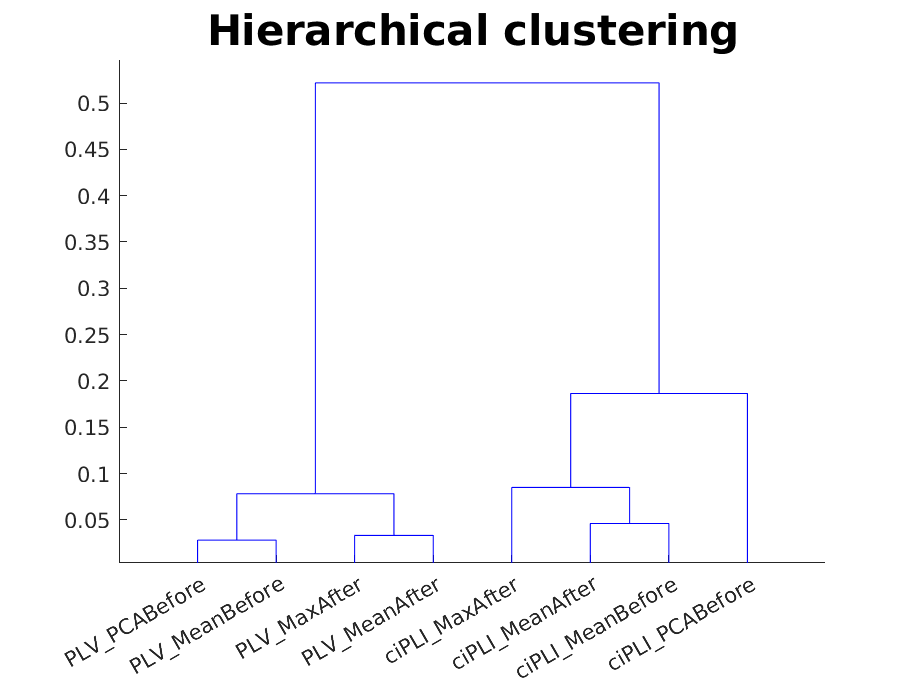 Hierarchical clustering
0.5
0.45
0.4
0.35
0.3
0.25
0.2
0.15
0.1
0.05
PLV_PCABefore
PLV_MeanBefore
PLV_MaxAfter
PLV_MeanAfter
ciPLI_MaxAfter
ciPLI_MeanAfter
ciPLI_MeanBefore
ciPLI_PCABefore